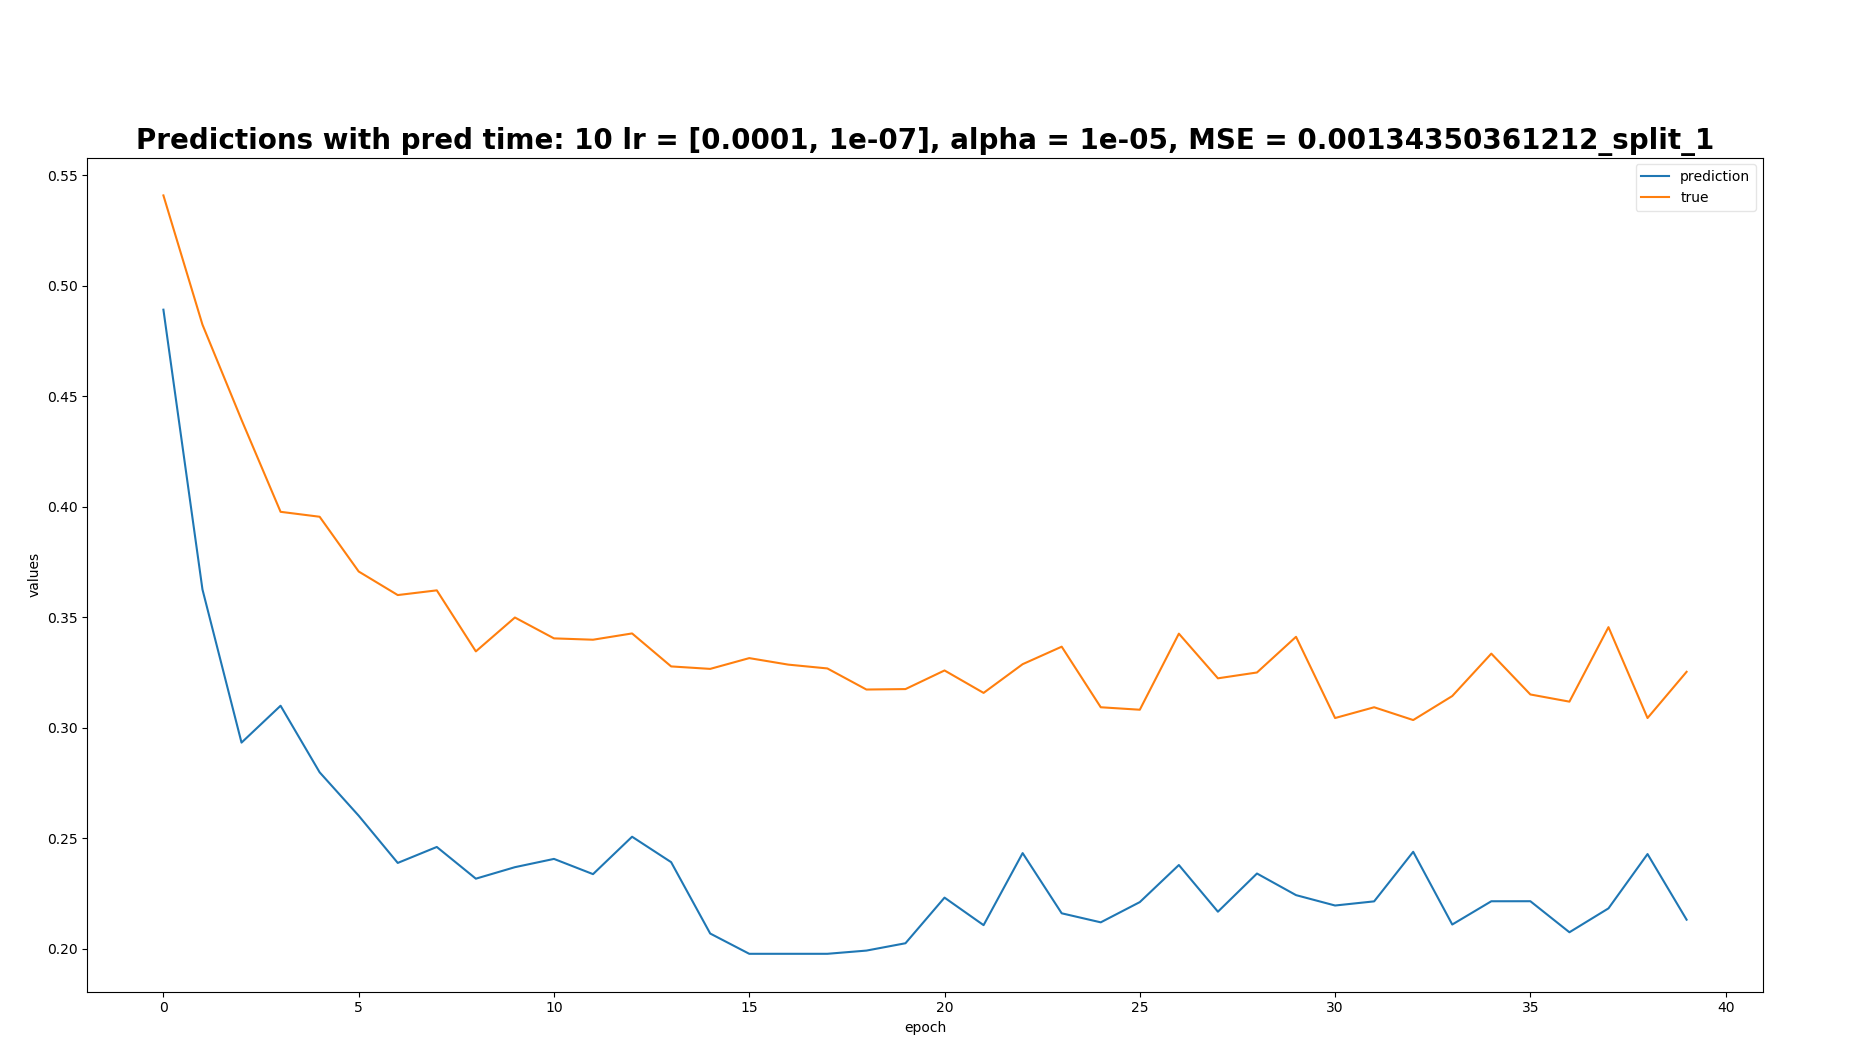 Predictions with pred time: 10 lr = [0.0001, 1e-07], alpha = 1e-05, MSE = 0.00134350361212_split_1
prediction
true
0.55
0.50
0.45
0.40
0.35
0.30
0.25
0.20
values
0 5 10 15 20 25 30 35 40
epoch